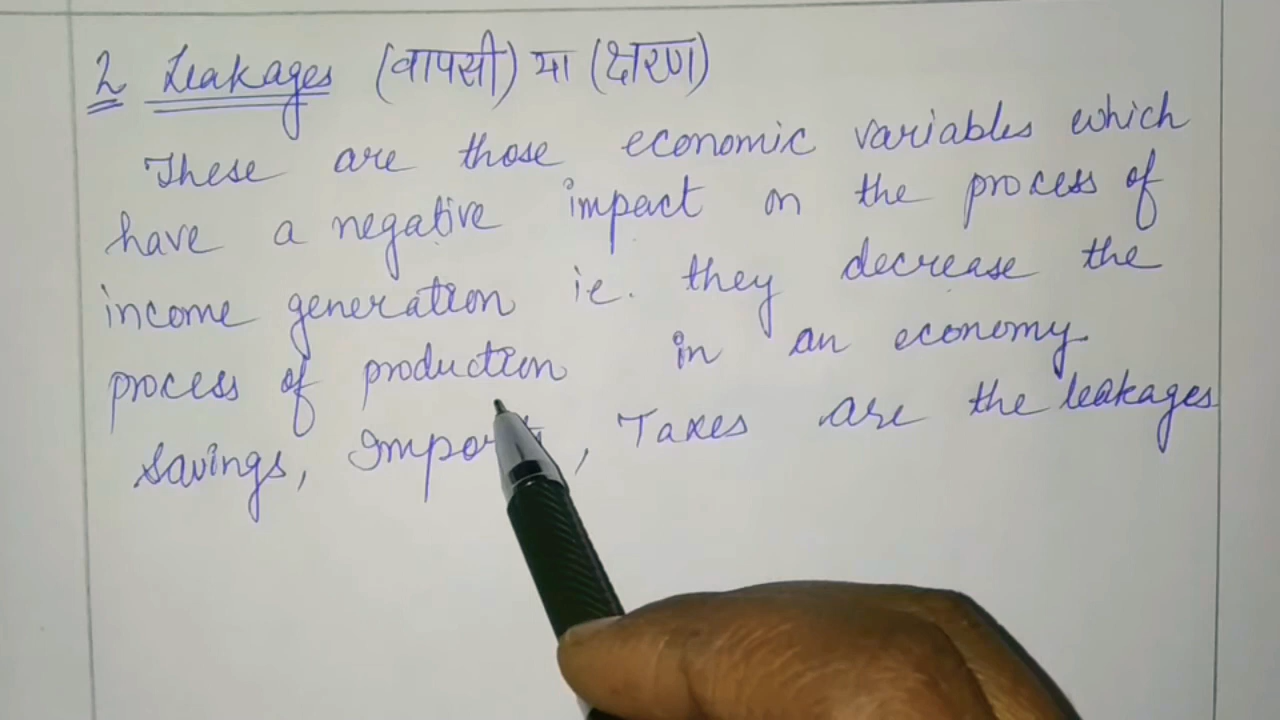 2 Leakages (वापसी) या (क्षरण)
These are those economic variables which
have a negative impact on the process of
income generation ie. they decrease the
process of production in an economy.
Savings, Imports, Taxes are the leakages